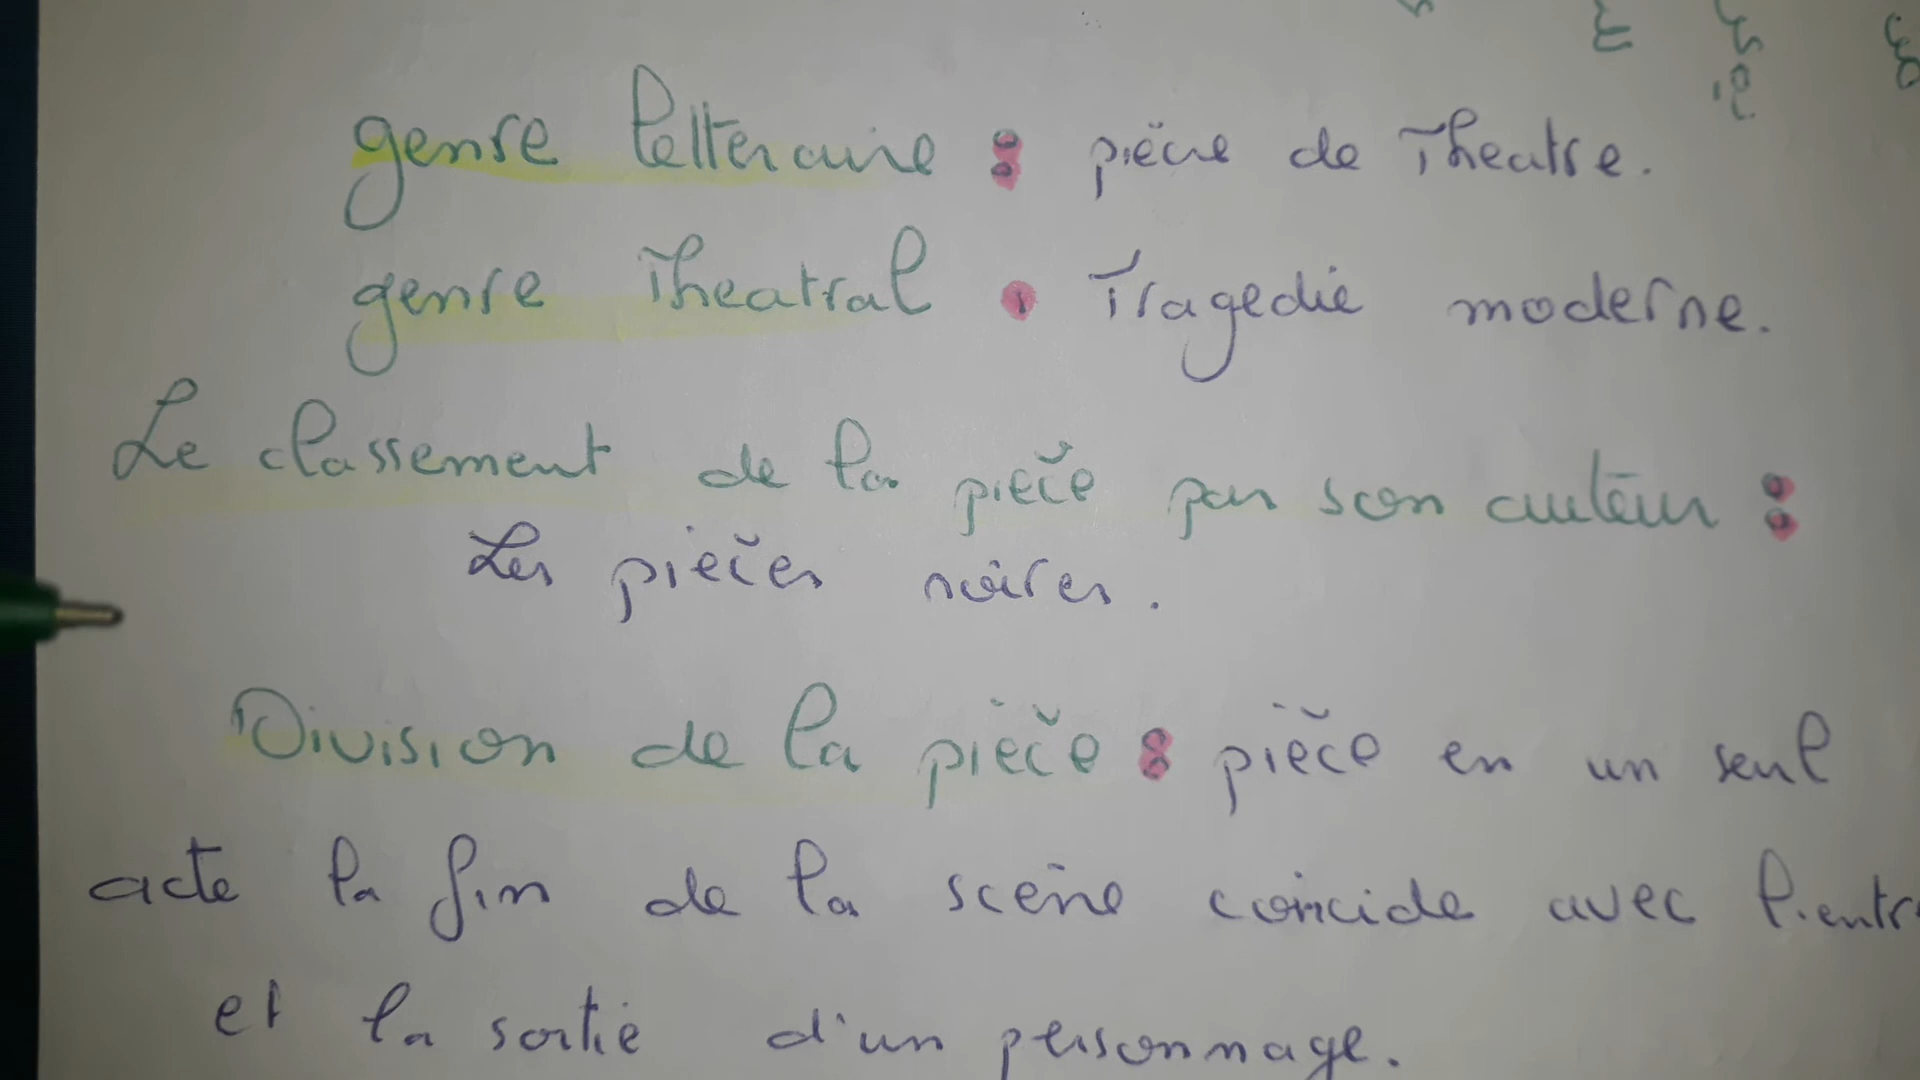 genre letteraire : pièce de Theatre.
genre Theatral : Tragedie moderne.
Le classement de la pièce par son auteur :
Les pièces noires.
Division de la pièce : pièce en un seul
acte la fin de la scène coïncide avec l'entr
et la sortie d'un personnage.